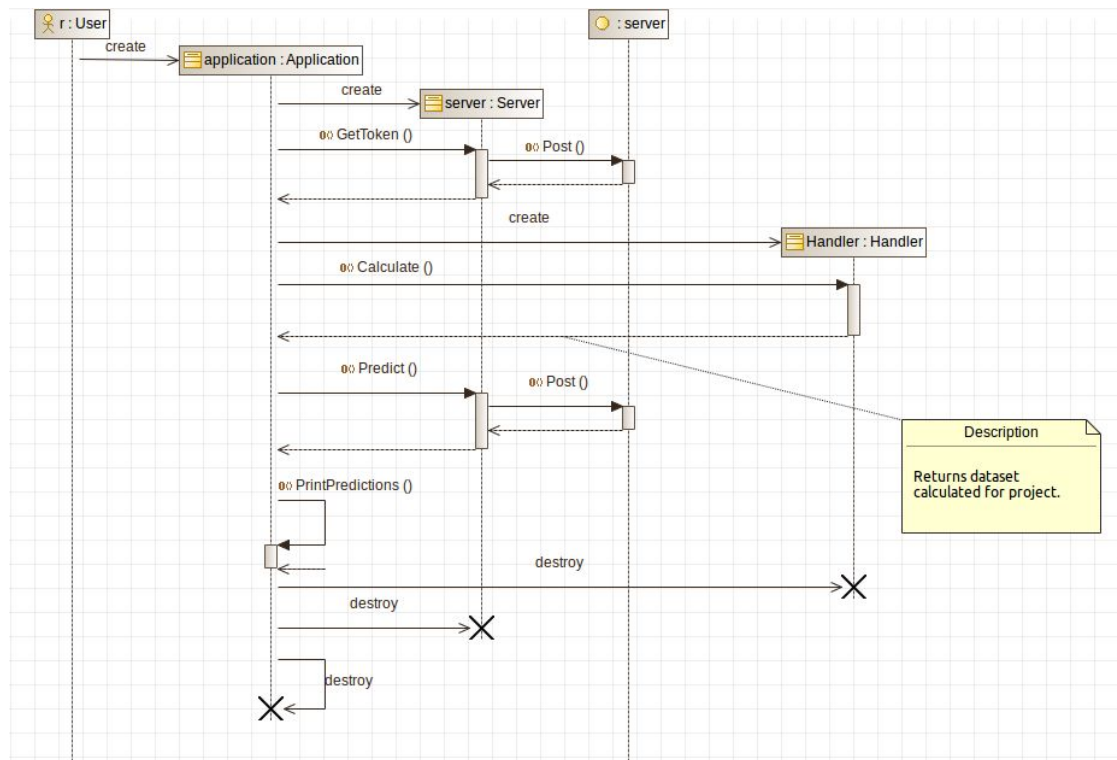 r : User
: server
create
application : Application
create
server : Server
GetToken ()
Post ()
create
Handler : Handler
Calculate ()
Predict ()
Post ()
Description
Returns dataset
calculated for project.
PrintPredictions ()
destroy
destroy
destroy